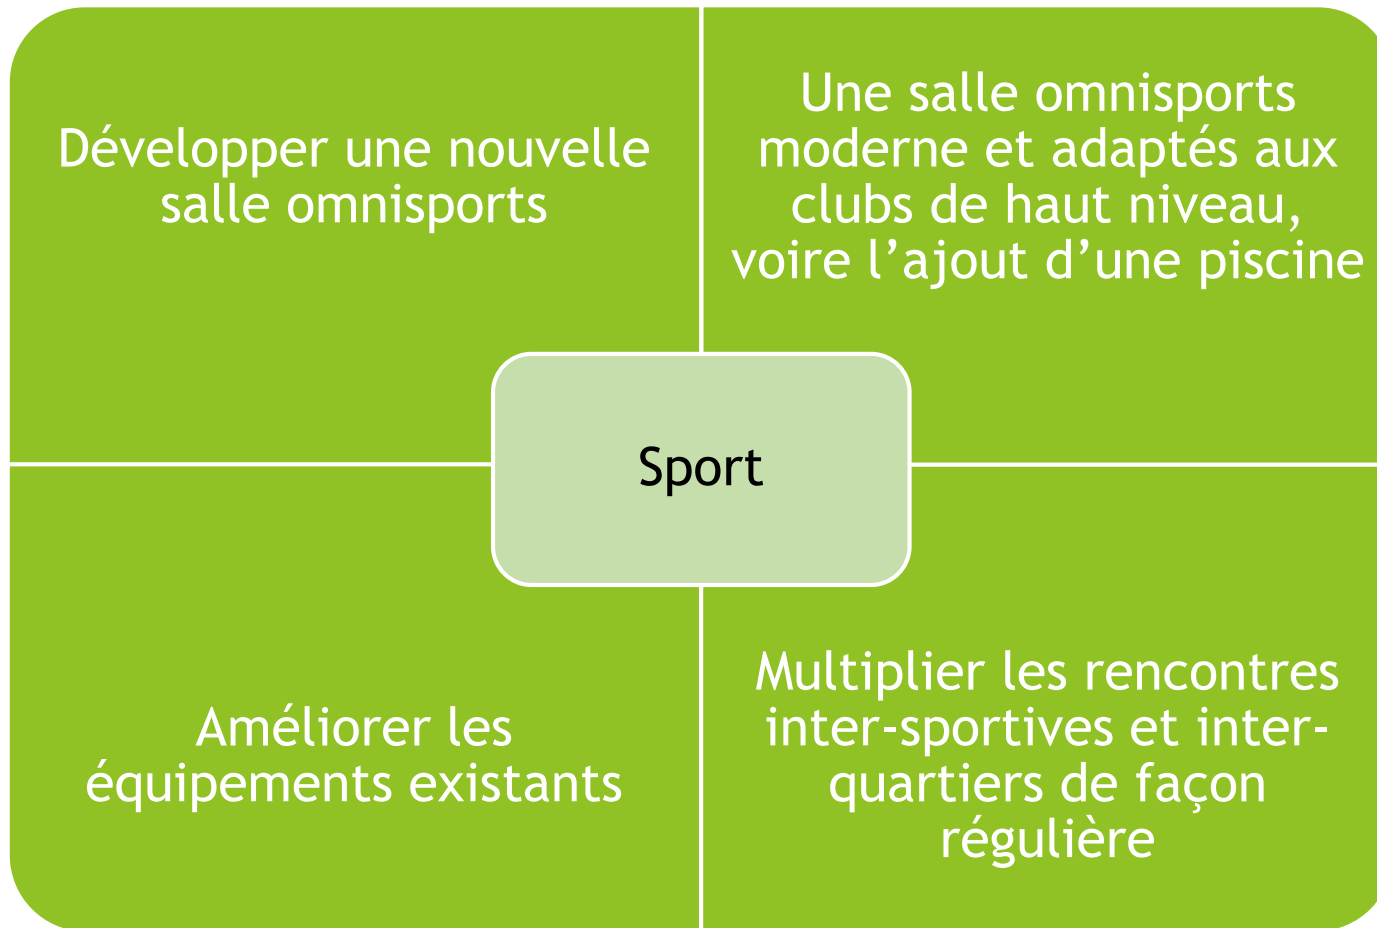 Développer une nouvelle
salle omnisports
Une salle omnisports
moderne et adaptés aux
clubs de haut niveau,
voire l’ajout d’une piscine
Sport
Améliorer les
équipements existants
Multiplier les rencontres
inter-sportives et inter-
quartiers de façon
régulière